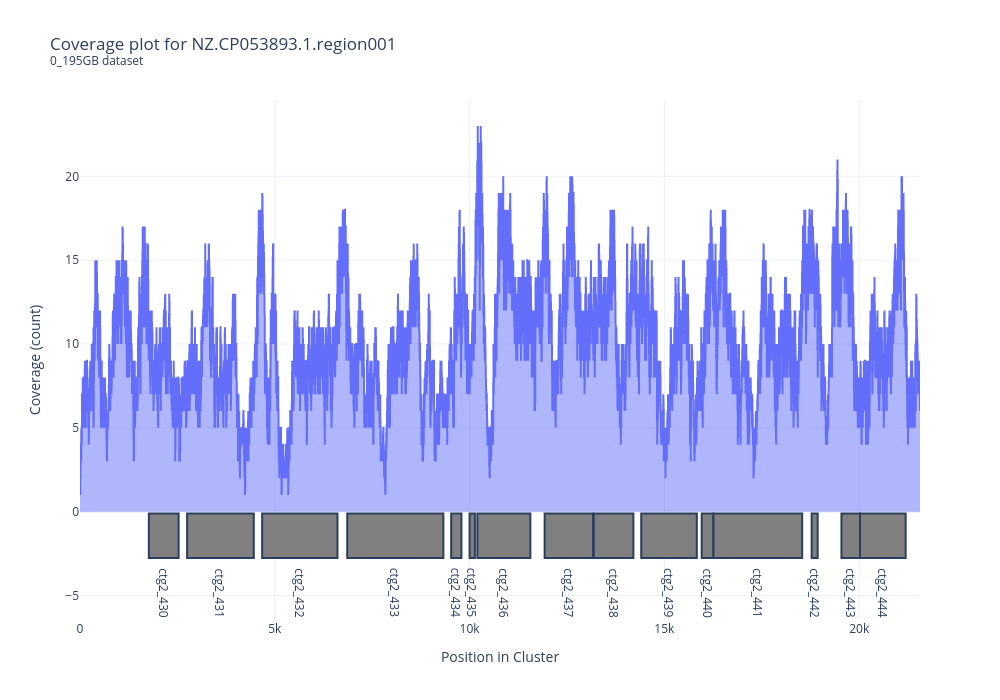 Coverage plot for NZ.CP053893.1.region001
0_195GB dataset
Coverage (count)
20
15
10
5
0
−5
ctg2_430
ctg2_431
ctg2_432
ctg2_433
ctg2_434
ctg2_435
ctg2_436
ctg2_437
ctg2_438
ctg2_439
ctg2_440
ctg2_441
ctg2_442
ctg2_443
ctg2_444
0
5k
10k
15k
20k
Position in Cluster